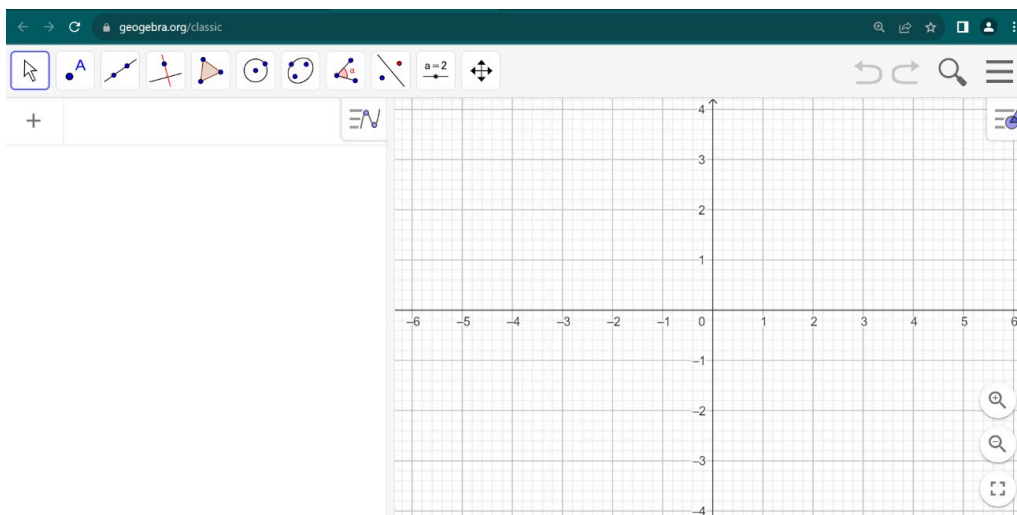 geogebra.org/classic
A
α
a = 2
+
4
3
2
1
–6 –5 –4 –3 –2 –1 0 1 2 3 4 5 6
–1
–2
–3
–4